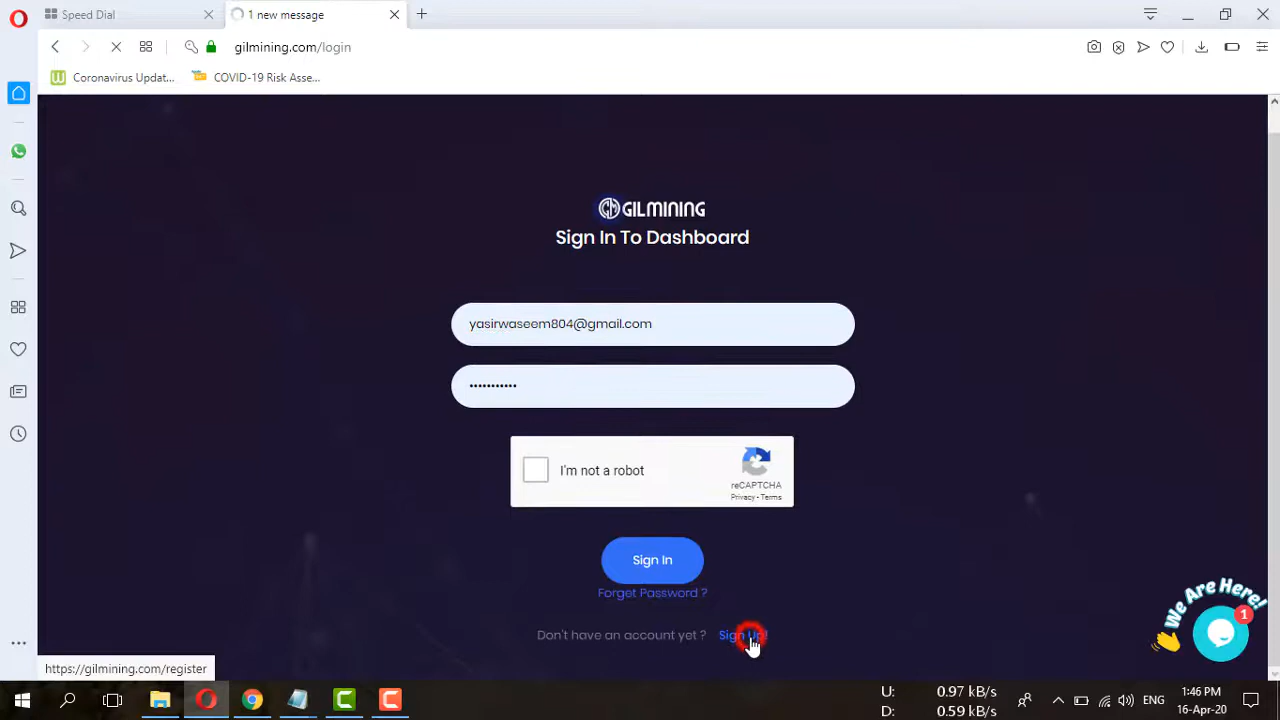 Speed Dial
1 new message
gilmining.com/login
Coronavirus Updat...
COVID-19 Risk Asse...
GILMINING
Sign In To Dashboard
yasirwaseem804@gmail.com
•••••••••••
I'm not a robot
reCAPTCHA
Privacy - Terms
Sign In
Forget Password ?
Don't have an account yet ? Sign Up!
We Are Here!
1
https://gilmining.com/register
U: 0.97 kB/s
D: 0.59 kB/s
ENG
1:46 PM
16-Apr-20